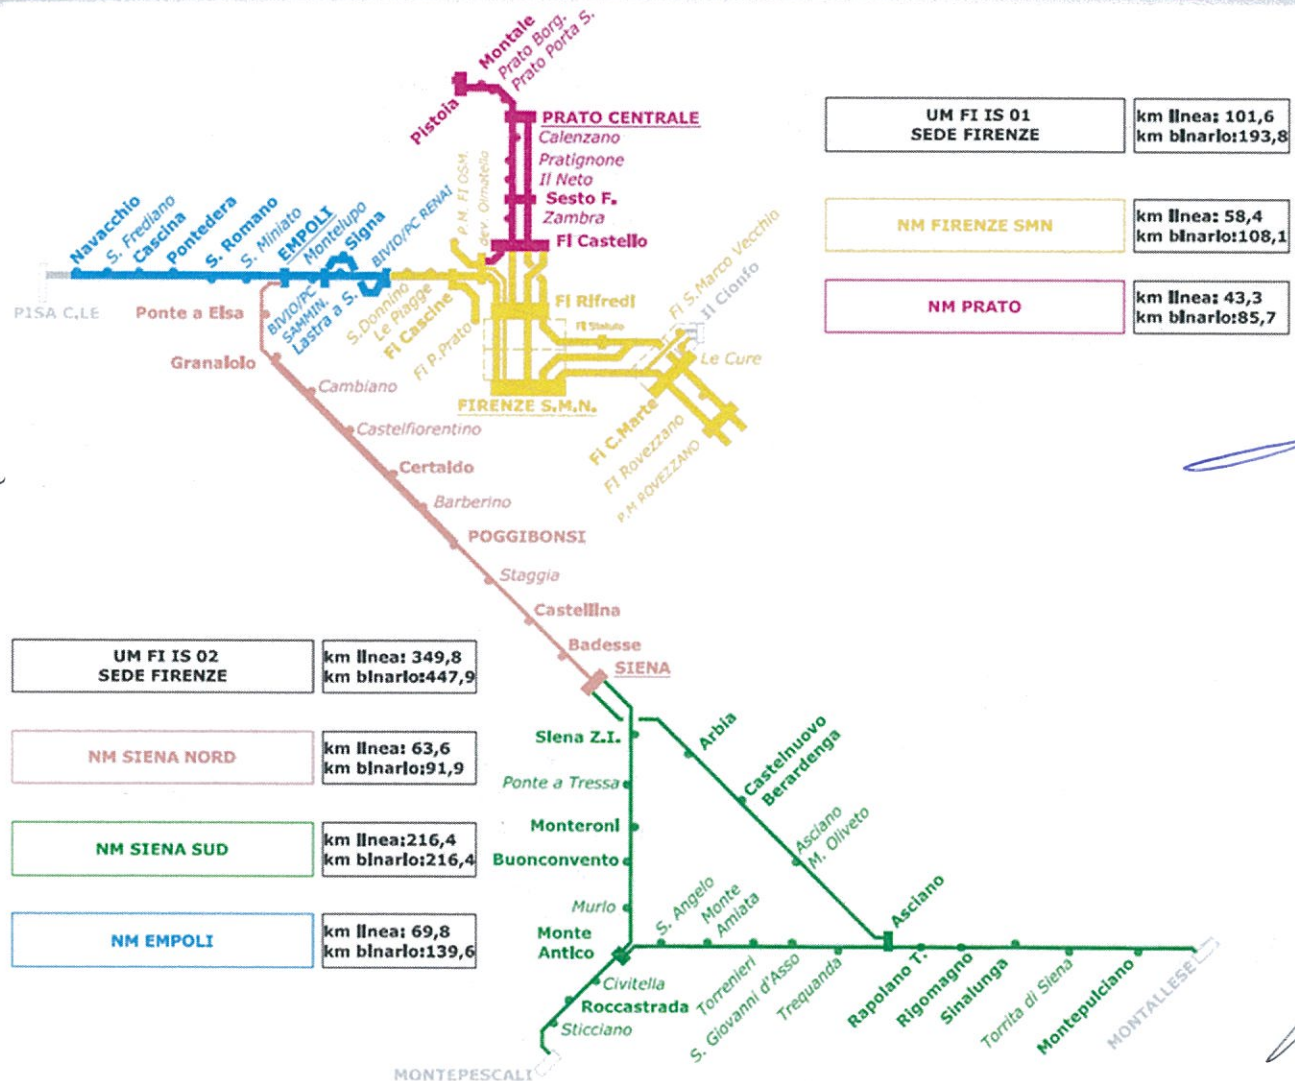 Montale
Prato Borg.
Prato Porta S.
Pistoia
PRATO CENTRALE
Calenzano
Pratignone
Il Neto
Sesto F.
Zambra
FI Castello
UM FI IS 01
SEDE FIRENZE
km linea: 101,6
km binario:193,8
NM FIRENZE SMN
km linea: 58,4
km binario:108,1
NM PRATO
km linea: 43,3
km binario:85,7
Navacchio
S. Frediano
Cascina
Pontedera
S. Romano
S. Miniato
EMPOLI
Montelupo
Signa
BIVIO/PC RENAI
P.M. FI OSM.
dev. Olmatello
PISA C.LE
Ponte a Elsa
BIVIO/PC
SAMMIN.
Lastra a S.
S.Donnino
Le Piagge
Fi Cascine
Fi P.Prato
Fi Rifredi
Fi Statuto
Fi S.Marco Vecchio
Il Cionfo
Le Cure
FIRENZE S.M.N.
Fi C.Marte
FI Rovezzano
P.M ROVEZZANO
Granaiolo
Cambiano
Castelfiorentino
Certaldo
Barberino
POGGIBONSI
Staggia
Castellina
Badesse
SIENA
UM FI IS 02
SEDE FIRENZE
km linea: 349,8
km binario:447,9
NM SIENA NORD
km linea: 63,6
km binario:91,9
NM SIENA SUD
km linea:216,4
km binario:216,4
NM EMPOLI
km linea: 69,8
km binario:139,6
Siena Z.I.
Ponte a Tressa
Monteroni
Buonconvento
Murlo
Monte
Antico
Arbia
Castelnuovo
Berardenga
Asciano
M. Oliveto
Asciano
S. Angelo
Monte
Amiata
Torrenieri
S. Giovanni d'Asso
Trequanda
Rapolano T.
Rigomagno
Sinalunga
Torrita di Siena
Montepulciano
MONTALLESE
Civitella
Roccastrada
Sticciano
MONTEPESCALI